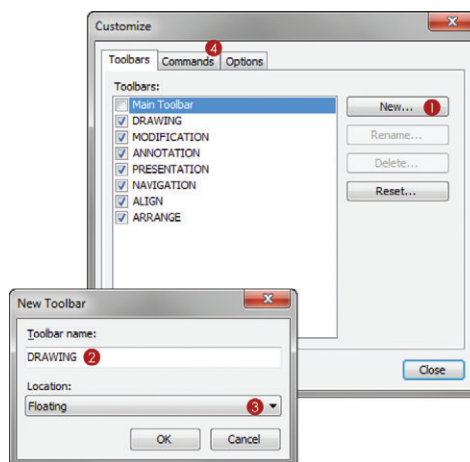 Customize
4
Toolbars Commands Options
Toolbars:
Main Toolbar
DRAWING
MODIFICATION
ANNOTATION
PRESENTATION
NAVIGATION
ALIGN
ARRANGE
New... 1
Rename...
Delete...
Reset...
Close
New Toolbar
Toolbar name:
DRAWING 2
Location:
Floating 3
OK Cancel